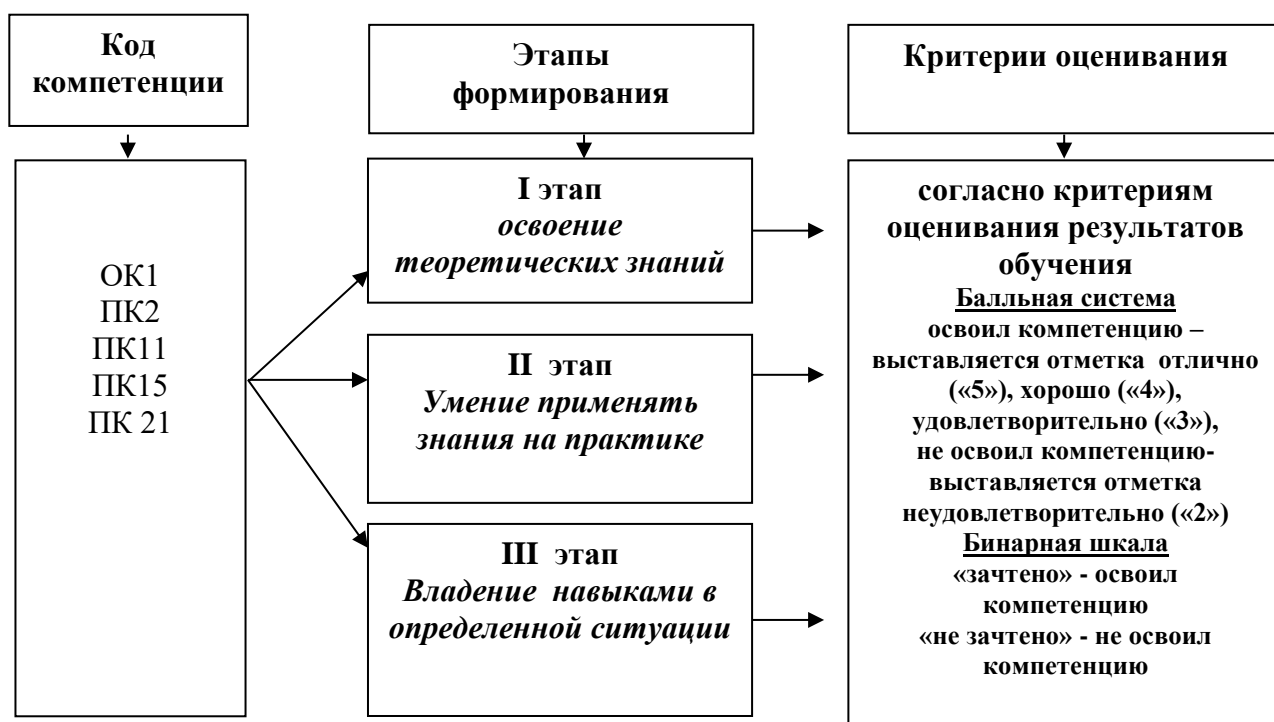 Код
компетенции
Этапы
формирования
Критерии оценивания
ОК1
ПК2
ПК11
ПК15
ПК 21
I этап
освоение
теоретических знаний
II этап
Умение применять
знания на практике
III этап
Владение навыками в
определенной ситуации
согласно критериям
оценивания результатов
обучения
Балльная система
освоил компетенцию –
выставляется отметка отлично
(«5»), хорошо («4»),
удовлетворительно («3»),
не освоил компетенцию-
выставляется отметка
неудовлетворительно («2»)
Бинарная шкала
«зачтено» - освоил
компетенцию
«не зачтено» - не освоил
компетенцию